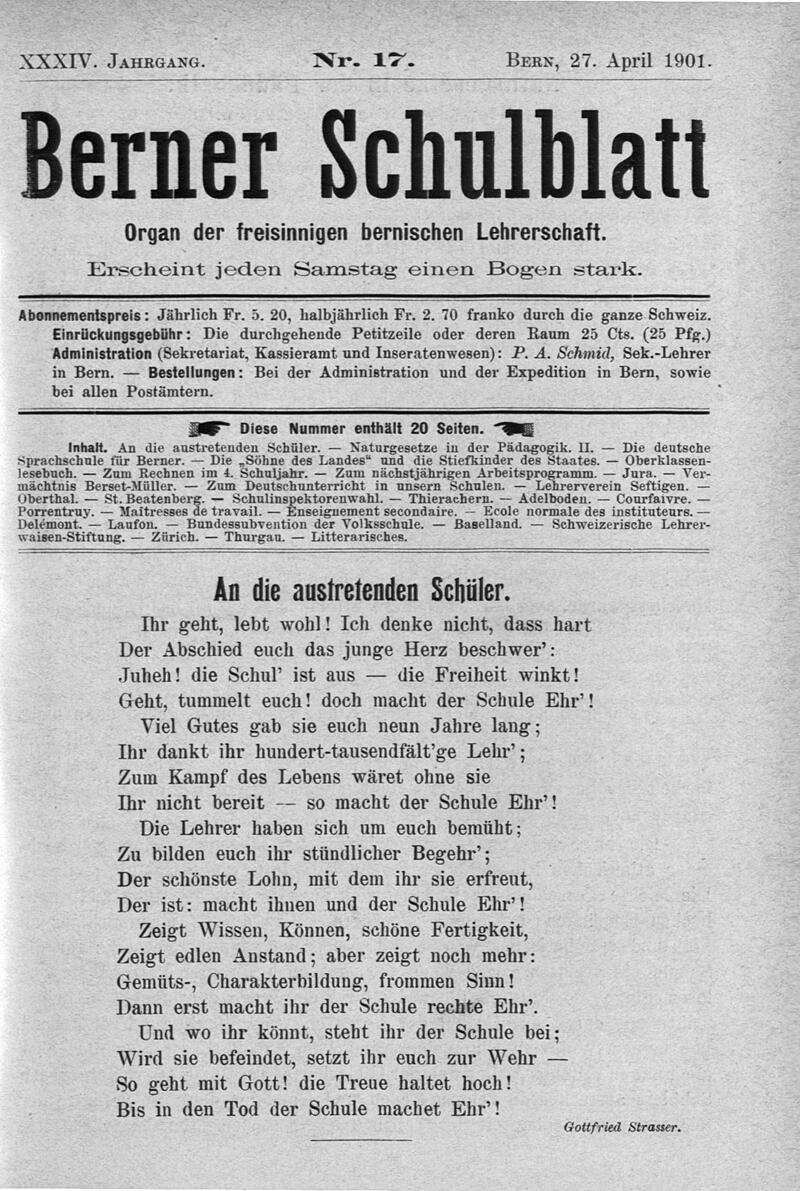 XXXIV. JAHRGANG. Nr. 17. BERN, 27. April 1901.
Berner Schulblatt
Organ der freisinnigen bernischen Lehrerschaft.
Erscheint jeden Samstag einen Bogen stark.
Abonnementspreis: Jährlich Fr. 5. 20, halbjährlich Fr. 2. 70 franko durch die ganze Schweiz.
Einrückungsgebühr: Die durchgehende Petitzeile oder deren Raum 25 Cts. (25 Pfg.)
Administration (Sekretariat, Kassieramt und Inseratenwesen): P. A. Schmid, Sek.-Lehrer
in Bern. — Bestellungen: Bei der Administration und der Expedition in Bern, sowie
bei allen Postämtern.
Diese Nummer enthält 20 Seiten.
Inhalt. An die austretenden Schüler. — Naturgesetze in der Pädagogik. II. — Die deutsche
Sprachschule für Berner. — Die „Söhne des Landes“ und die Stiefkinder des Staates. — Oberklassen-
lesebuch. — Zum Rechnen im 4. Schuljahr. — Zum nächstjährigen Arbeitsprogramm. — Jura. — Ver-
mächtnis Berset-Müller. — Zum Deutschunterricht in unsern Schulen. — Lehrerverein Seftigen. —
Oberthal. — St. Beatenberg. — Schulinspektorenwahl. — Thierachern. — Adelboden. — Courfaivre. —
Porrentruy. — Maîtresses de travail. — Enseignement secondaire. — Ecole normale des instituteurs. —
Delémont. — Laufon. — Bundessubvention der Volksschule. — Baselland. — Schweizerische Lehrer-
waisen-Stiftung. — Zürich. — Thurgau. — Litterarisches.
An die austretenden Schüler.
Ihr geht, lebt wohl! Ich denke nicht, dass hart
Der Abschied euch das junge Herz beschwer':
Juheh! die Schul' ist aus — die Freiheit winkt!
Geht, tummelt euch! doch macht der Schule Ehr'!
Viel Gutes gab sie euch neun Jahre lang;
Ihr dankt ihr hundert-tausendfält'ge Lehr';
Zum Kampf des Lebens wäret ohne sie
Ihr nicht bereit — so macht der Schule Ehr'!
Die Lehrer haben sich um euch bemüht;
Zu bilden euch ihr stündlicher Begehr';
Der schönste Lohn, mit dem ihr sie erfreut,
Der ist: macht ihnen und der Schule Ehr'!
Zeigt Wissen, Können, schöne Fertigkeit,
Zeigt edlen Anstand; aber zeigt noch mehr:
Gemüts-, Charakterbildung, frommen Sinn!
Dann erst macht ihr der Schule rechte Ehr'.
Und wo ihr könnt, steht ihr der Schule bei;
Wird sie befeindet, setzt ihr euch zur Wehr —
So geht mit Gott! die Treue haltet hoch!
Bis in den Tod der Schule machet Ehr'!
Gottfried Strasser.